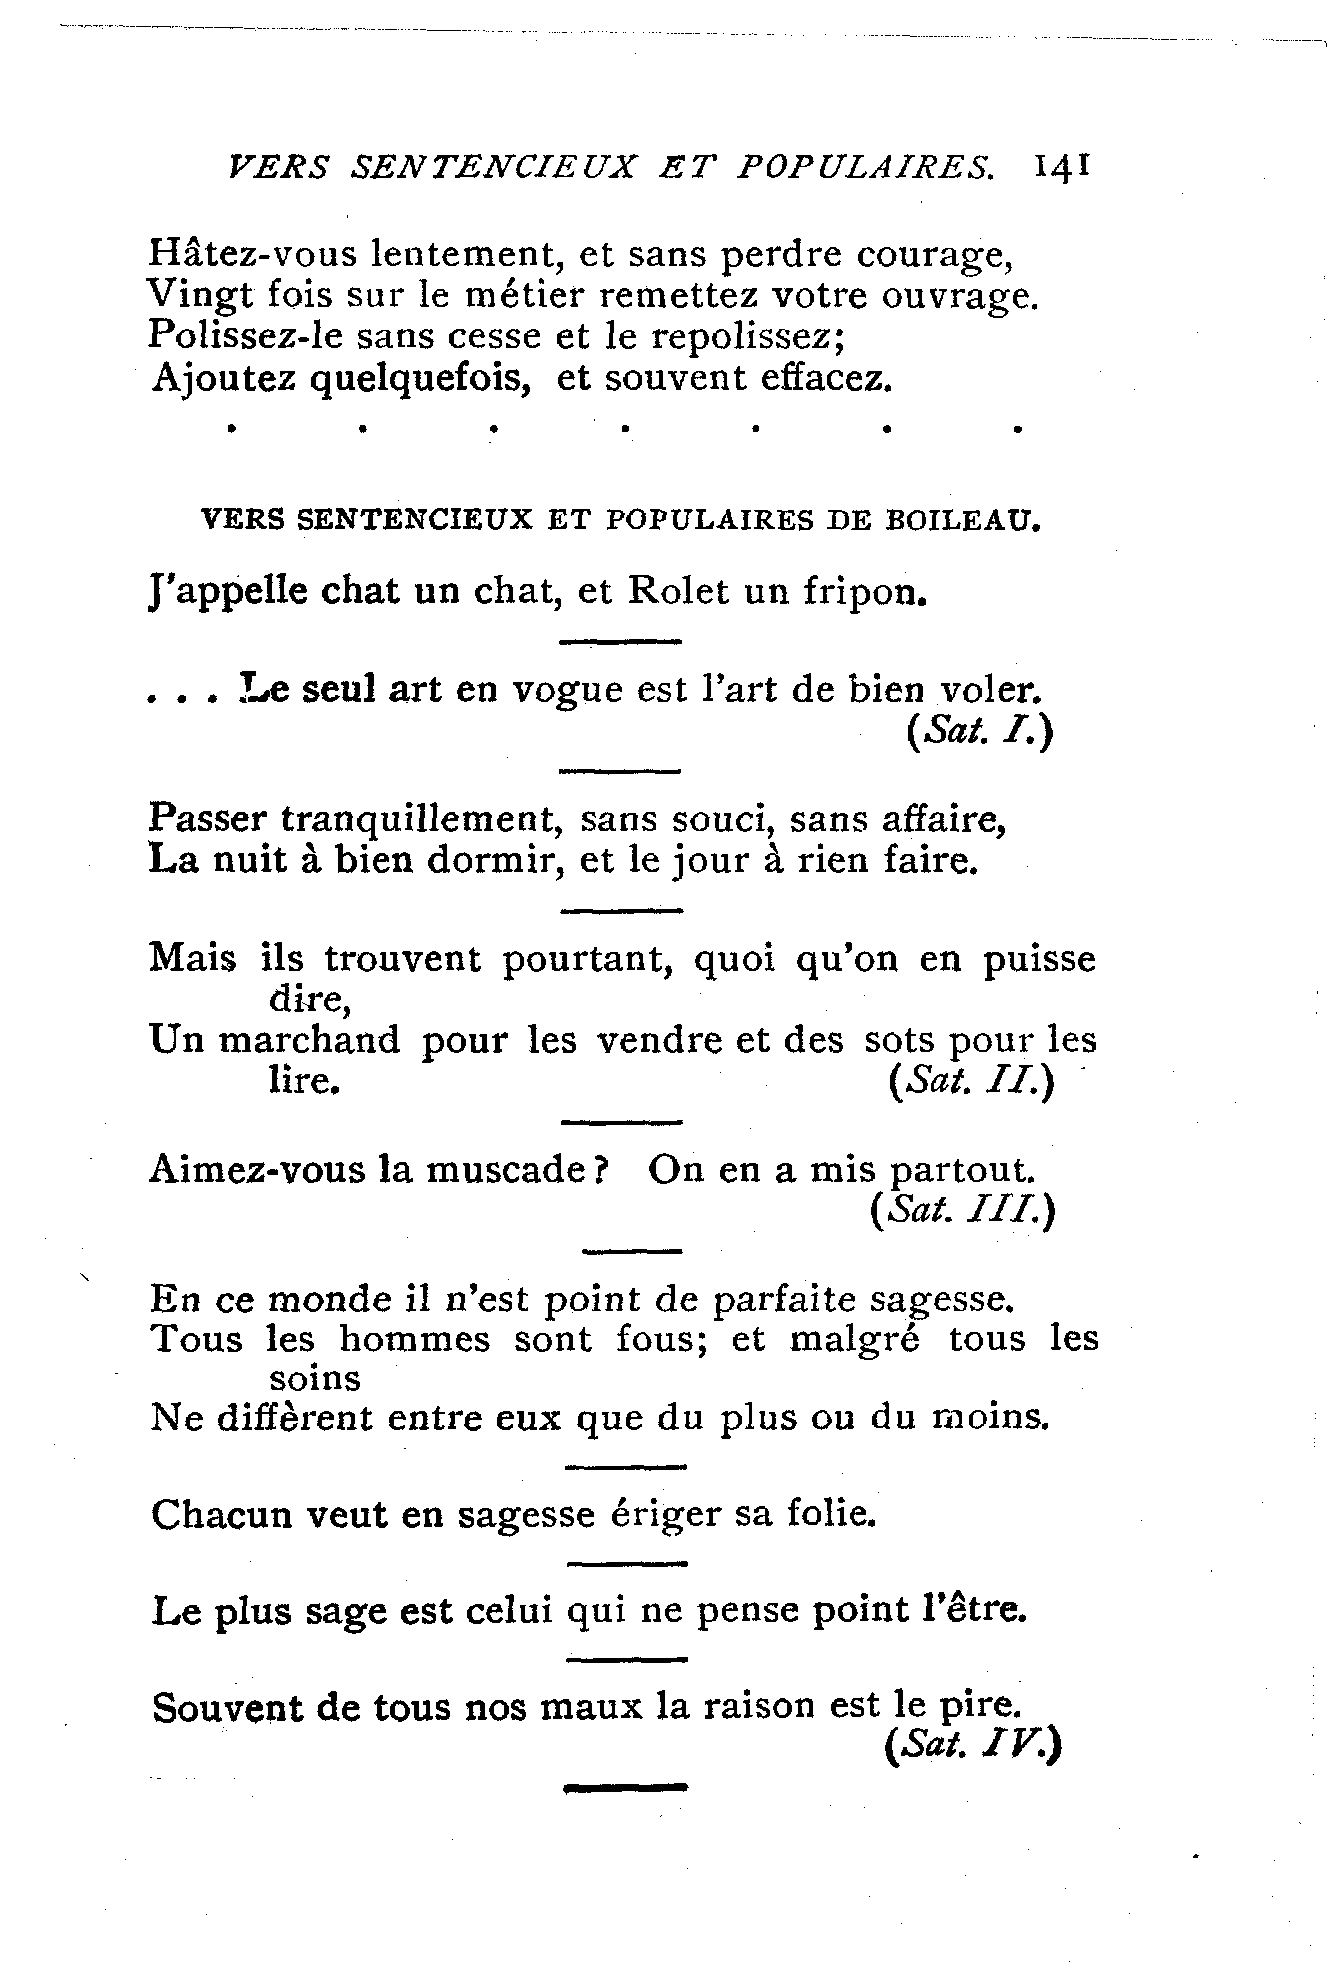 VERS SENTENCIEUX ET POPULAIRES. 141
Hâtez-vous lentement, et sans perdre courage,
Vingt fois sur le métier remettez votre ouvrage.
Polissez-le sans cesse et le repolissez;
Ajoutez quelquefois, et souvent effacez.
. . . . . . .
VERS SENTENCIEUX ET POPULAIRES DE BOILEAU.
J'appelle chat un chat, et Rolet un fripon.
. . . Le seul art en vogue est l'art de bien voler.
(Sat. I.)
Passer tranquillement, sans souci, sans affaire,
La nuit à bien dormir, et le jour à rien faire.
Mais ils trouvent pourtant, quoi qu'on en puisse
dire,
Un marchand pour les vendre et des sots pour les
lire. (Sat. II.)
Aimez-vous la muscade? On en a mis partout.
(Sat. III.)
En ce monde il n'est point de parfaite sagesse.
Tous les hommes sont fous; et malgré tous les
soins
Ne diffèrent entre eux que du plus ou du moins.
Chacun veut en sagesse ériger sa folie.
Le plus sage est celui qui ne pense point l'être.
Souvent de tous nos maux la raison est le pire.
(Sat. IV.)